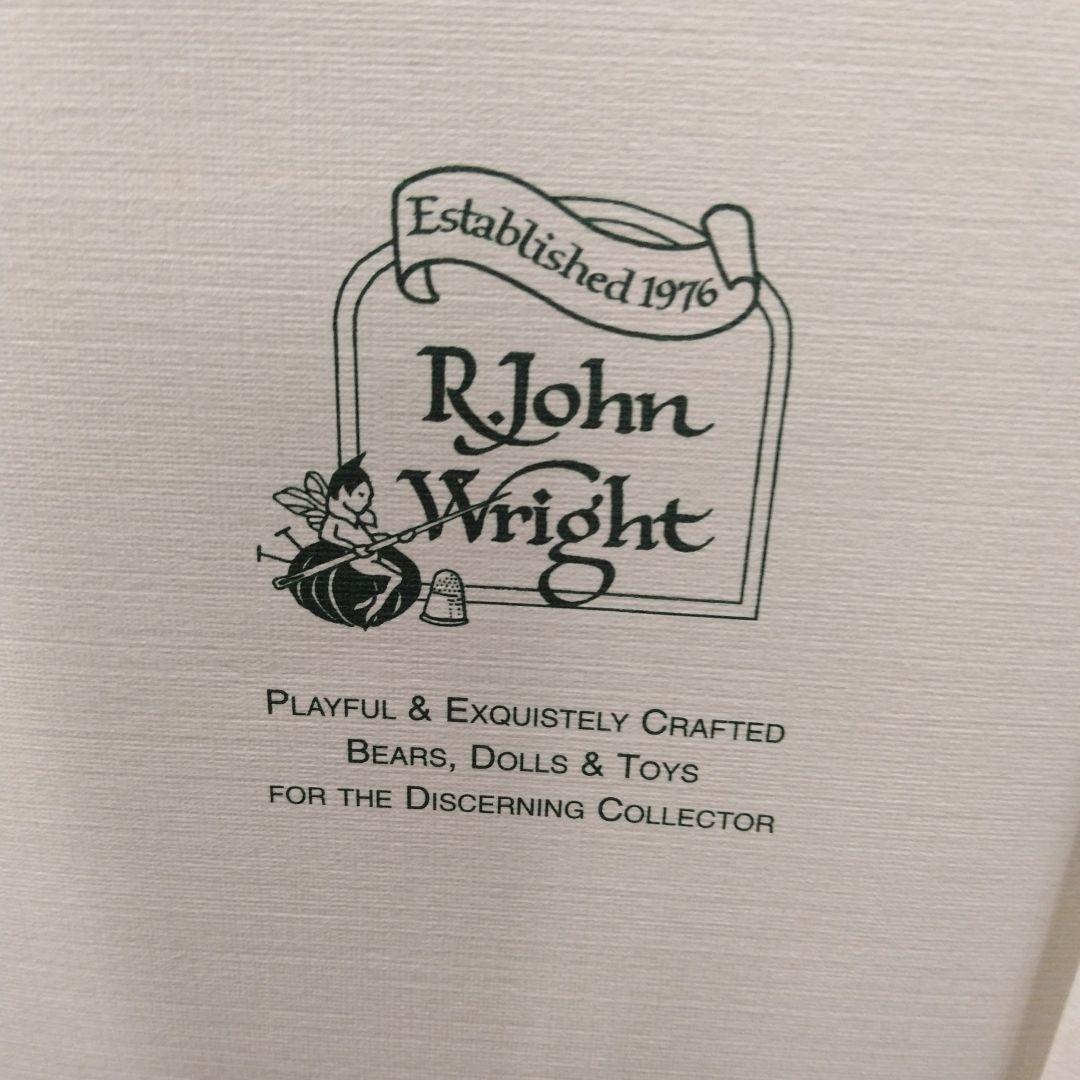 Established 1976
R. John
Wright
PLAYFUL & EXQUISTELY CRAFTED
BEARS, DOLLS & TOYS
FOR THE DISCERNING COLLECTOR